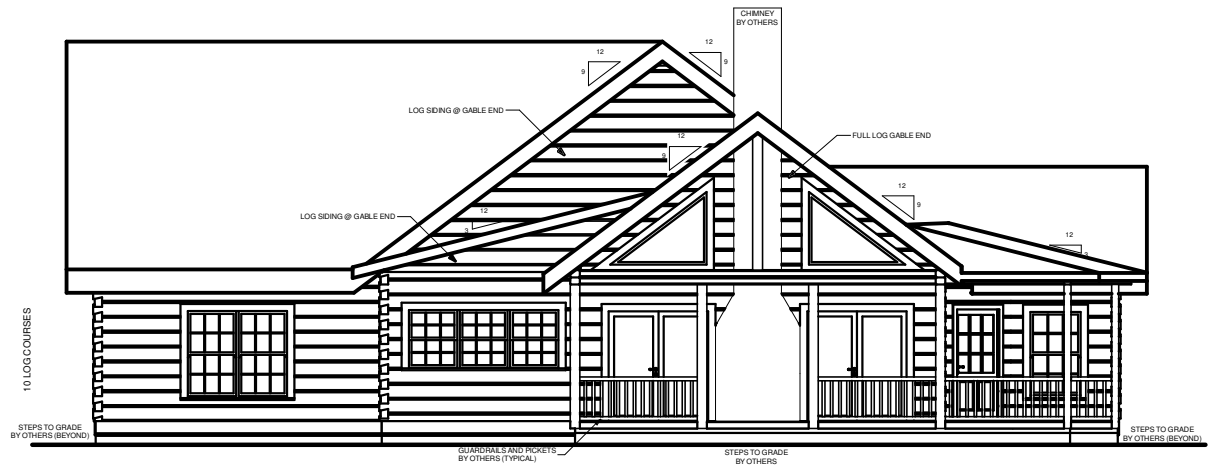 CHIMNEY
BY OTHERS
12
9
12
9
LOG SIDING @ GABLE END
12
9
FULL LOG GABLE END
12
9
LOG SIDING @ GABLE END
12
3
12
10 LOG COURSES
STEPS TO GRADE
BY OTHERS (BEYOND)
GUARDRAILS AND PICKETS
BY OTHERS (TYPICAL)
STEPS TO GRADE
BY OTHERS
STEPS TO GRADE
BY OTHERS (BEYOND)